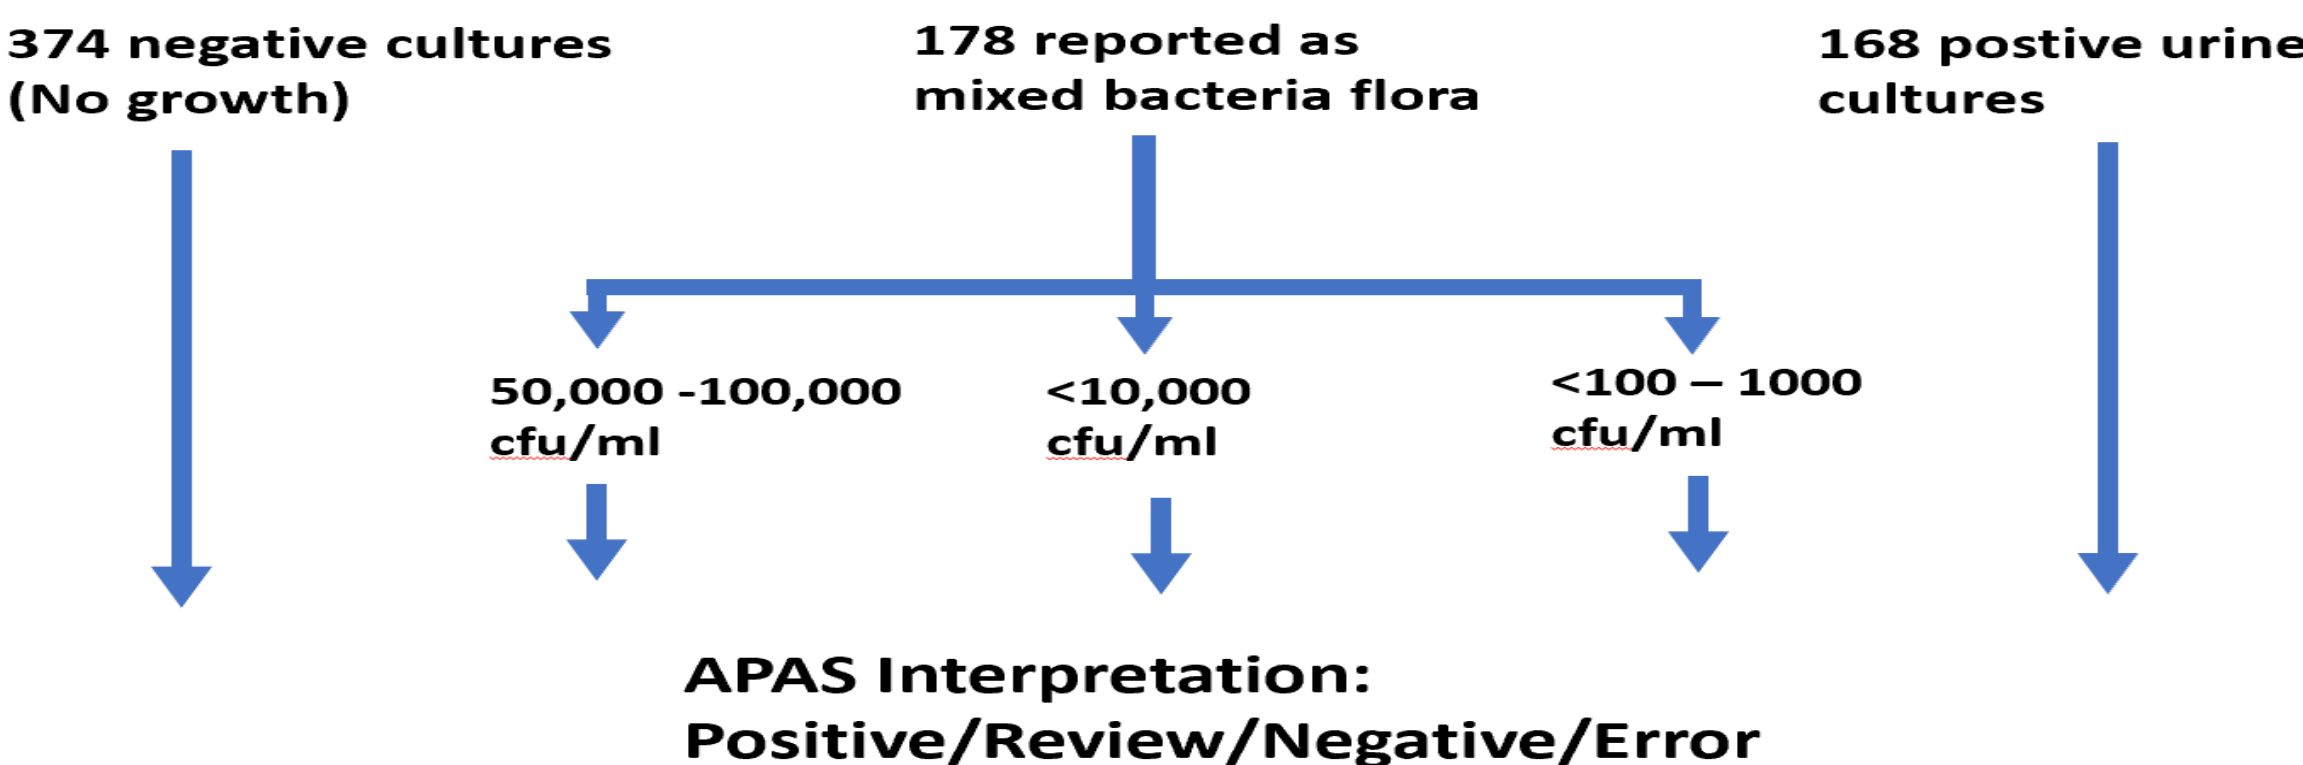 374 negative cultures
(No growth)
178 reported as
mixed bacteria flora
168 postive urine
cultures
50,000 -100,000
cfu/ml
<10,000
cfu/ml
<100 – 1000
cfu/ml
APAS Interpretation:
Positive/Review/Negative/Error